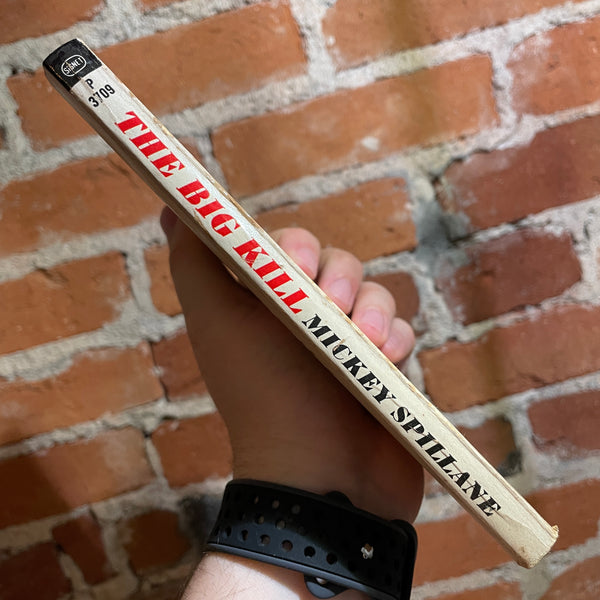 SIGNET
P
3709
THE BIG KILL MICKEY SPILLANE